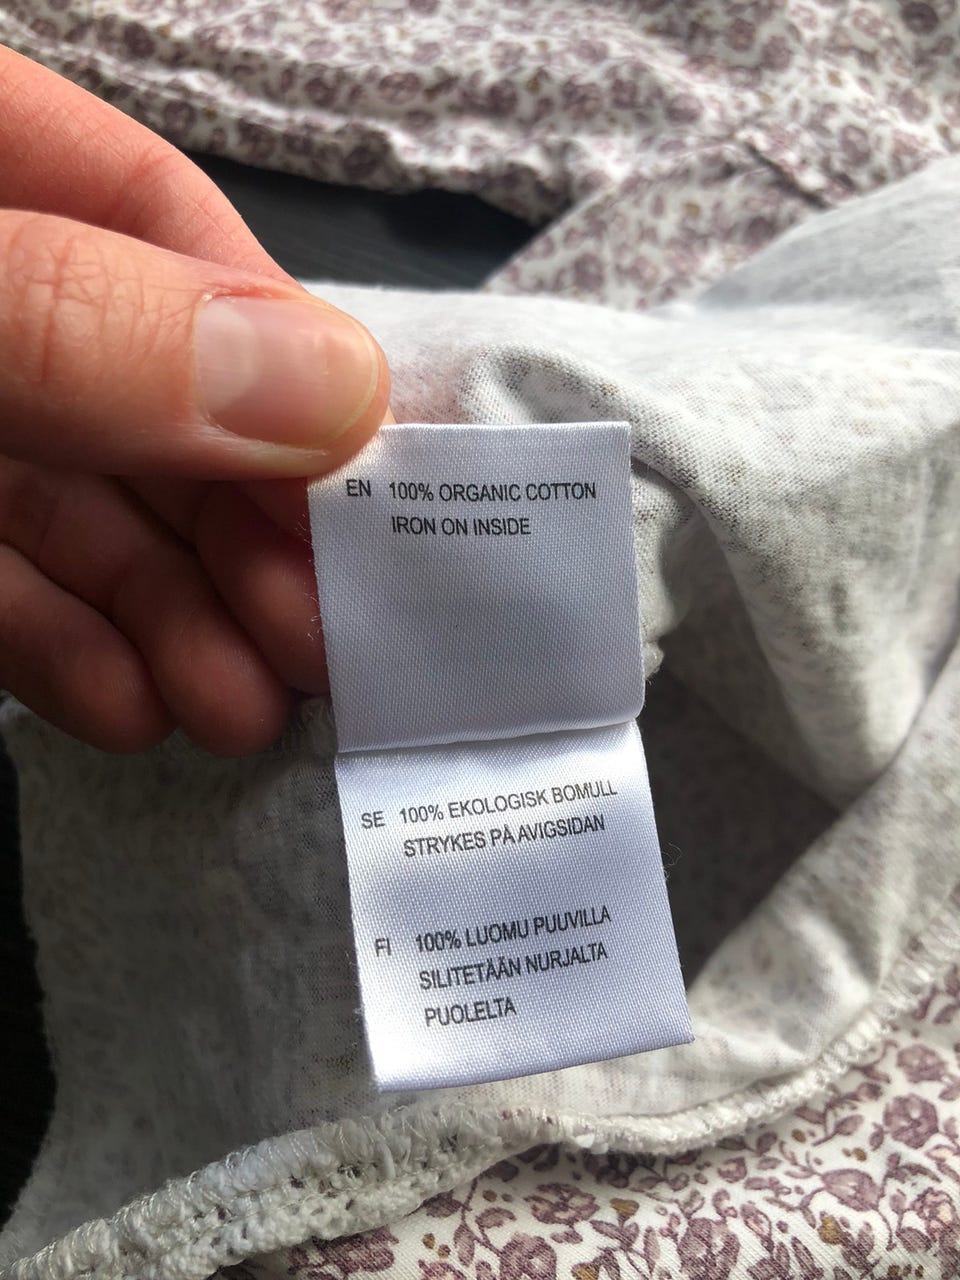 EN 100% ORGANIC COTTON
IRON ON INSIDE
SE 100% EKOLOGISK BOMULL
STRYKES PÅ AVIGSIDAN
FI 100% LUOMU PUUVILLA
SILITETÄÄN NURJALTA
PUOLELTA